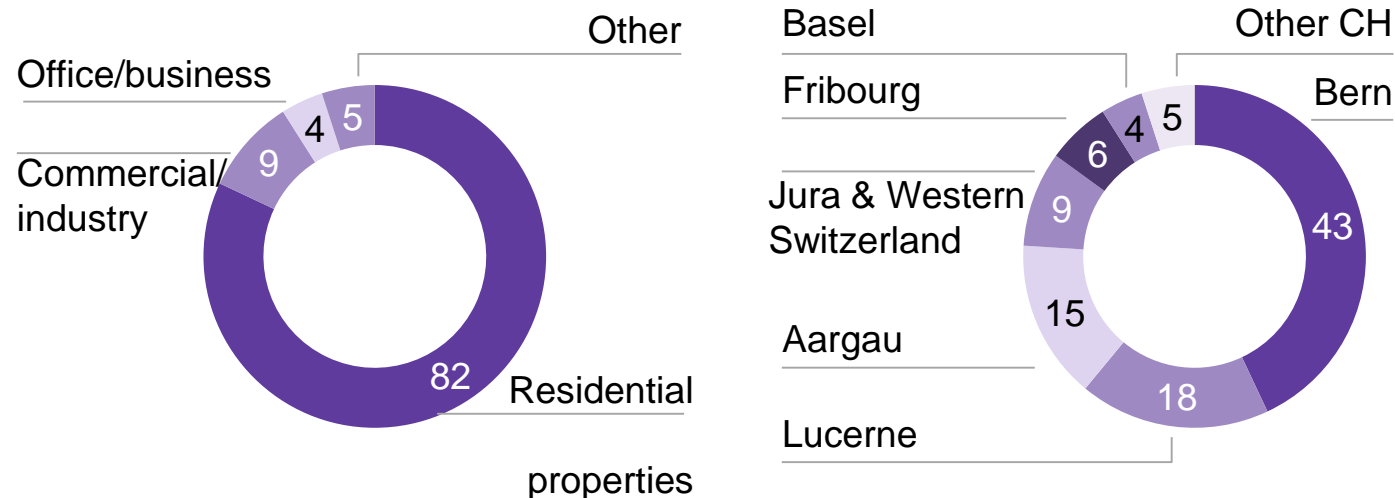 Other
Office/business
4
5
9
Commercial/
industry
82
Residential
properties
Basel
Other CH
Fribourg
Bern
4
5
6
Jura & Western
Switzerland
9
43
15
Aargau
18
Lucerne